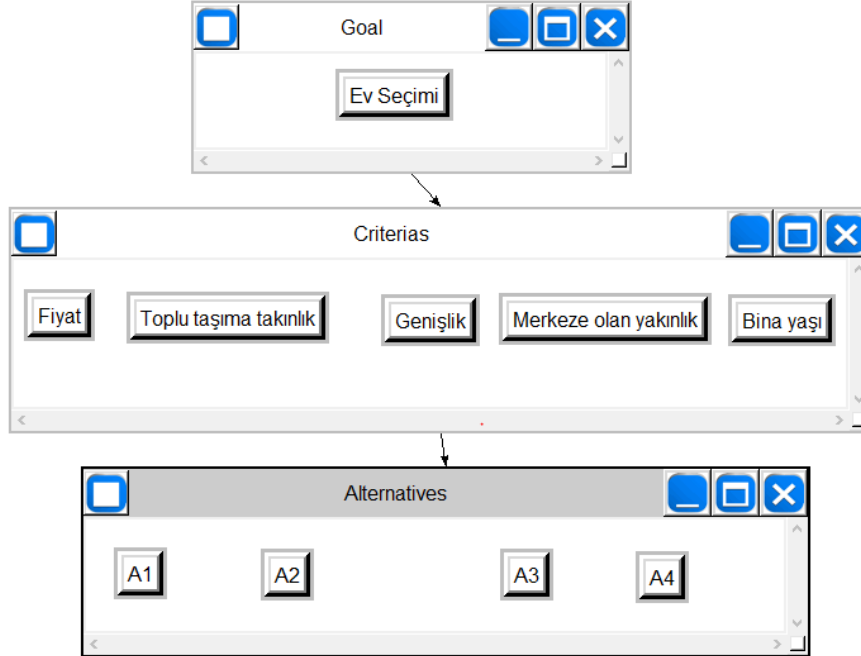 Goal
Ev Seçimi
Criterias
Fiyat
Toplu taşıma takınlık
Genişlik
Merkeze olan yakınlık
Bina yaşı
Alternatives
A1
A2
A3
A4